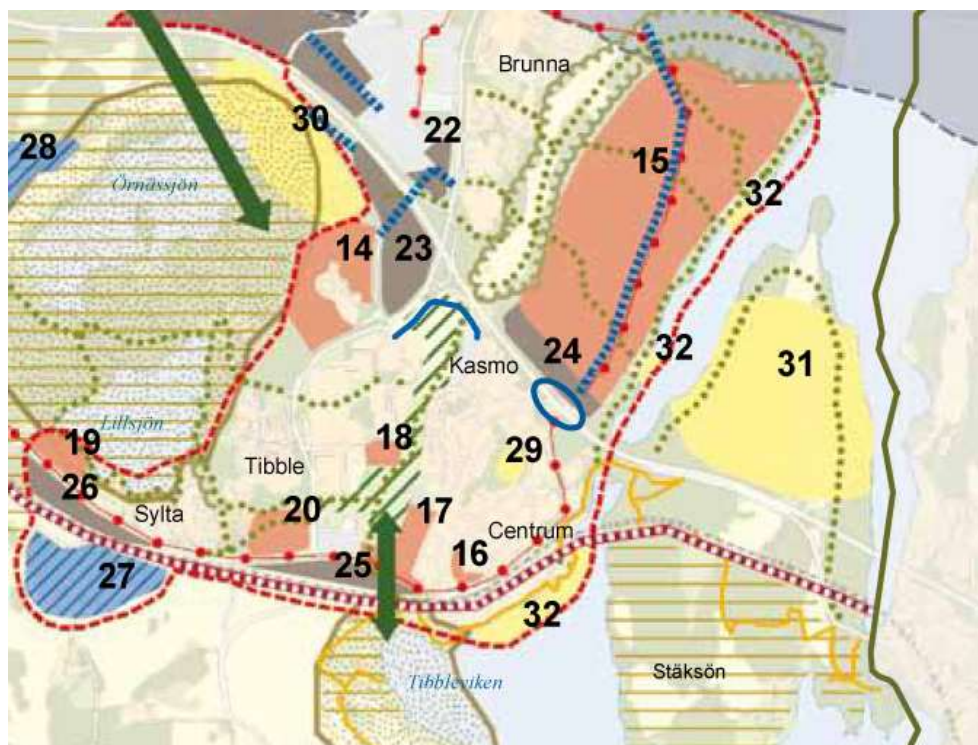 Brunna
30
22
28
15
Örnässjön
32
14
23
24
Kasmo
32
31
Lillsjön
18
19
Tibble
29
26
20
17
Sylta
Centrum
25
16
27
32
Tibbleviken
Stäksön